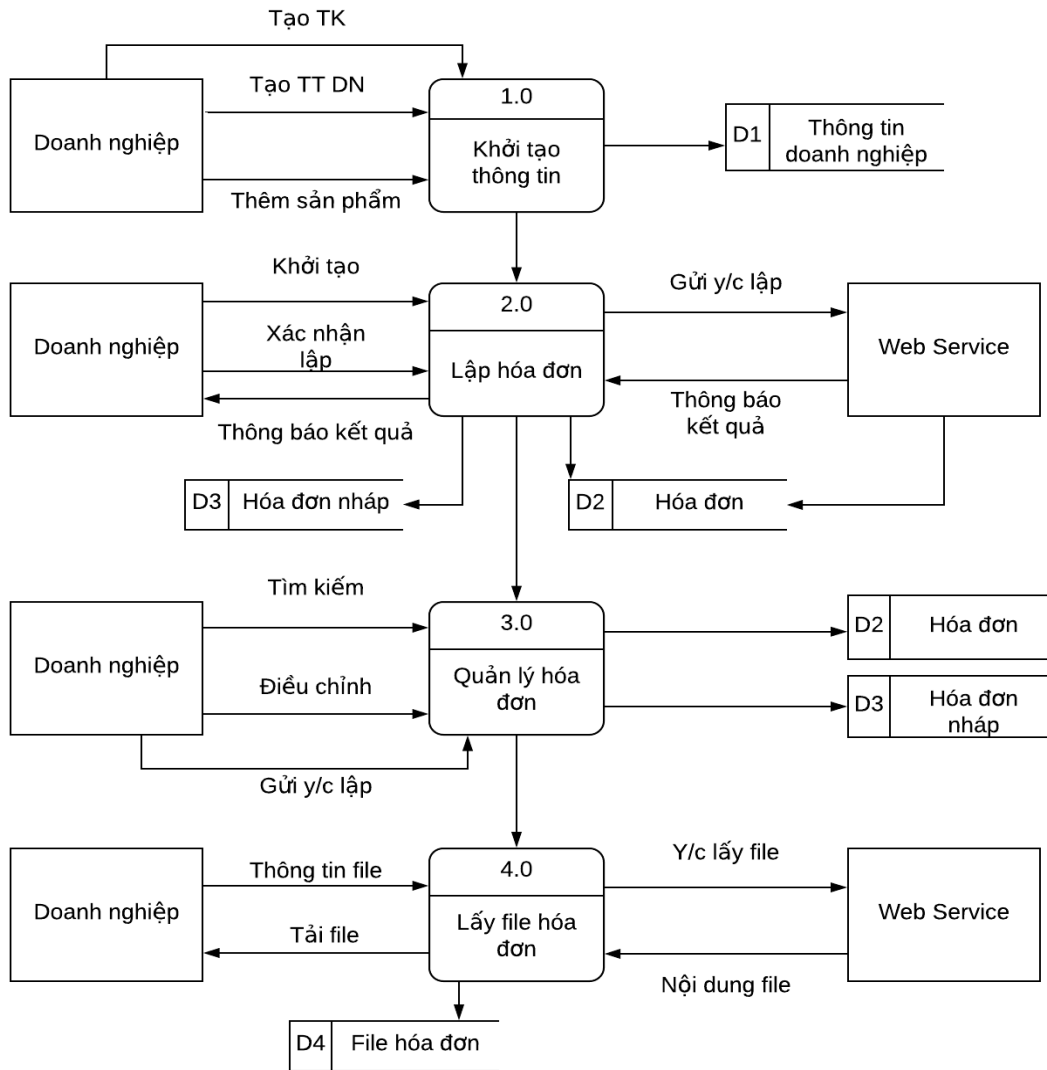 Tạo TK
Doanh nghiệp
Tạo TT DN
Thêm sản phẩm
1.0
Khởi tạo
thông tin
D1
Thông tin
doanh nghiệp
Doanh nghiệp
Khởi tạo
Xác nhận
lập
Thông báo kết quả
2.0
Lập hóa đơn
Gửi y/c lập
Thông báo
kết quả
Web Service
D3
Hóa đơn nháp
D2
Hóa đơn
Doanh nghiệp
Tìm kiếm
Điều chỉnh
Gửi y/c lập
3.0
Quản lý hóa
đơn
D2
Hóa đơn
D3
Hóa đơn
nháp
Doanh nghiệp
Thông tin file
Tải file
4.0
Lấy file hóa
đơn
Y/c lấy file
Nội dung file
Web Service
D4
File hóa đơn